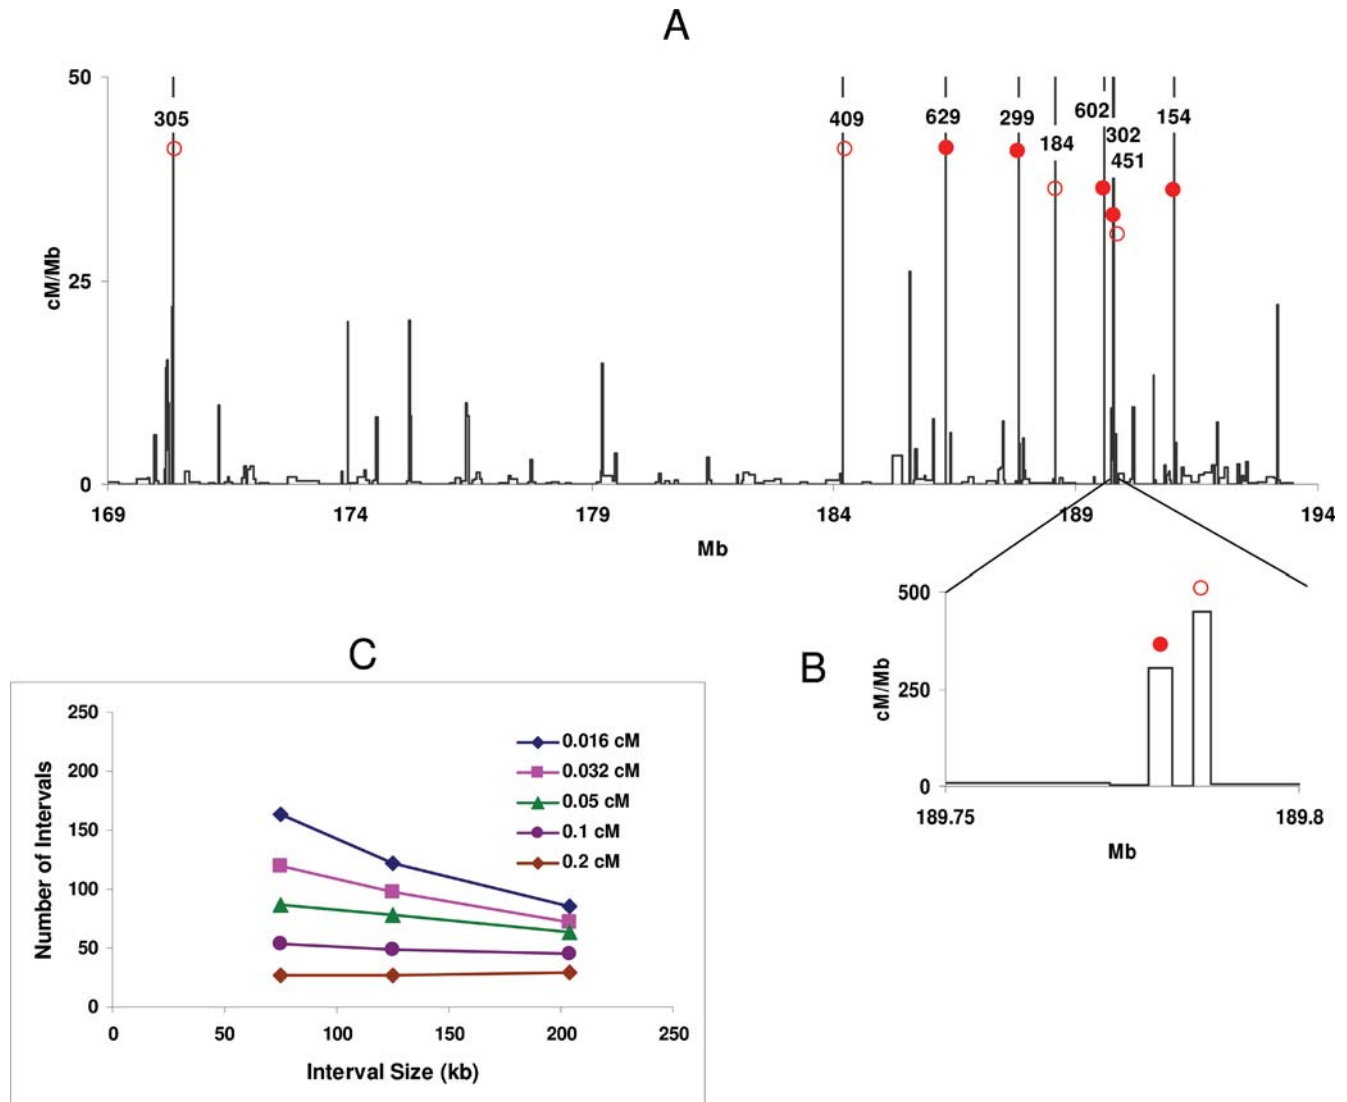 A
50
305
409
629
299
184
602
302
451
154
cM/Mb
25
0
169
174
179
184
189
194
Mb
B
500
250
0
cM/Mb
189.75
189.8
Mb
C
250
200
150
100
50
0
Number of Intervals
0.016 cM
0.032 cM
0.05 cM
0.1 cM
0.2 cM
0
50
100
150
200
250
Interval Size (kb)